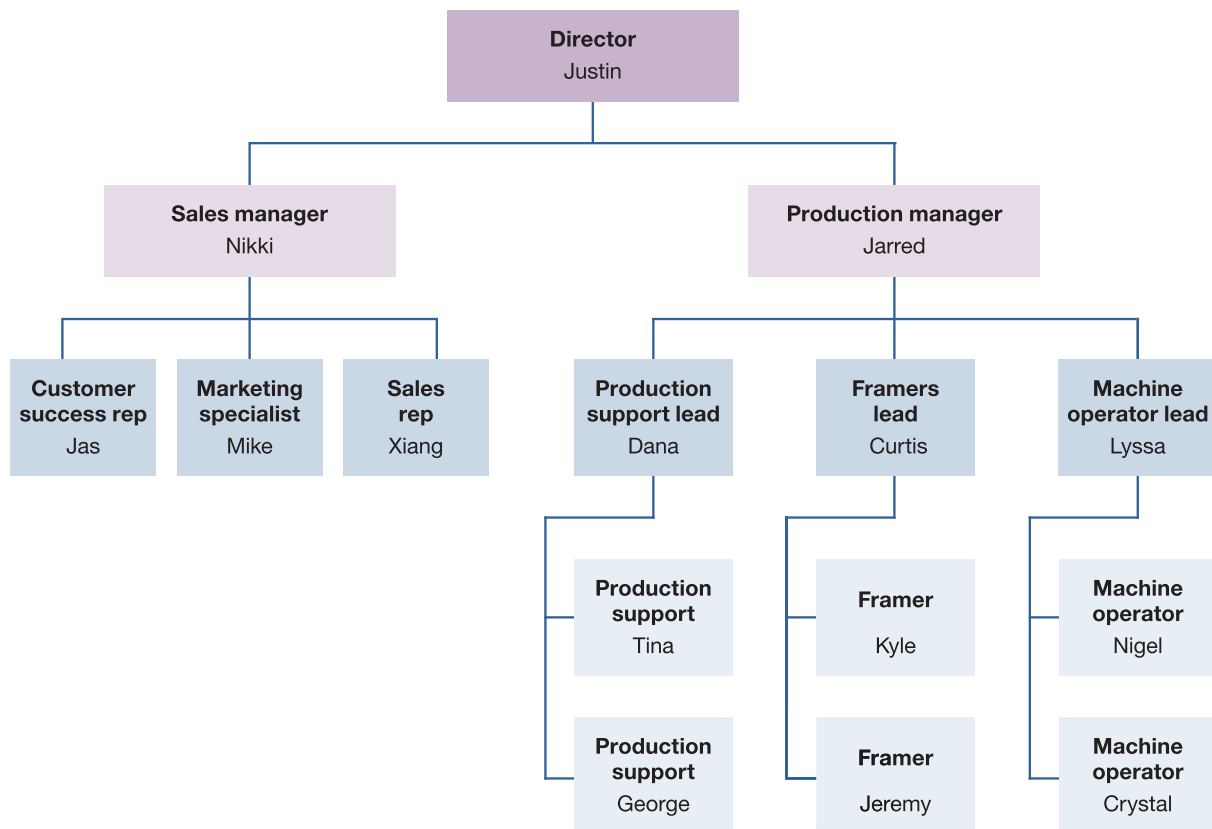 Director
Justin
Sales manager
Nikki
Production manager
Jarred
Customer
success rep
Jas
Marketing
specialist
Mike
Sales
rep
Xiang
Production
support lead
Dana
Framers
lead
Curtis
Machine
operator lead
Lyssa
Production
support
Tina
Framer
Kyle
Machine
operator
Nigel
Production
support
George
Framer
Jeremy
Machine
operator
Crystal